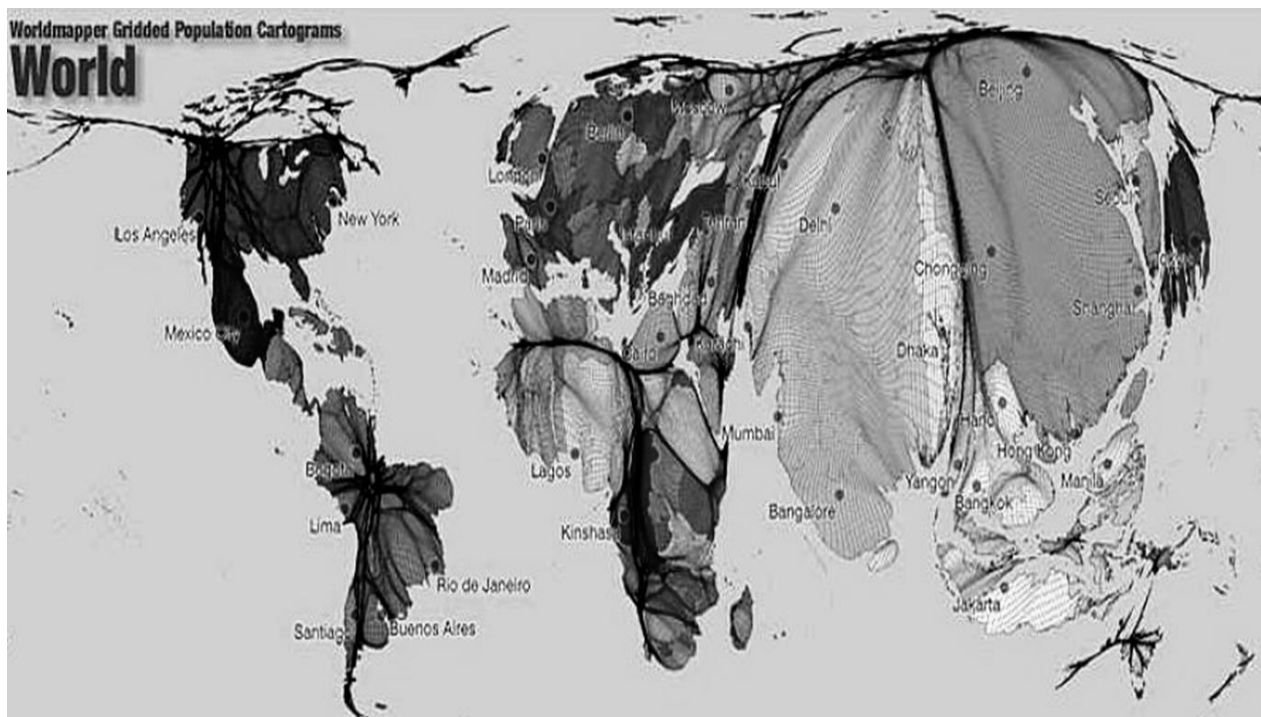 Worldmapper Gridded Population Cartograms
World
Moscow
Beijing
Berlin
London
Kabul
Seoul
Paris
Istanbul
Tehran
Delhi
New York
Los Angeles
Madrid
Chongqing
Tokyo
Baghdad
Shanghai
Mexico City
Cairo
Karachi
Dhaka
Hanoi
Mumbai
Hong Kong
Bogota
Lagos
Yangon
Manila
Bangkok
Lima
Kinshasa
Bangalore
Rio de Janeiro
Jakarta
Santiago
Buenos Aires